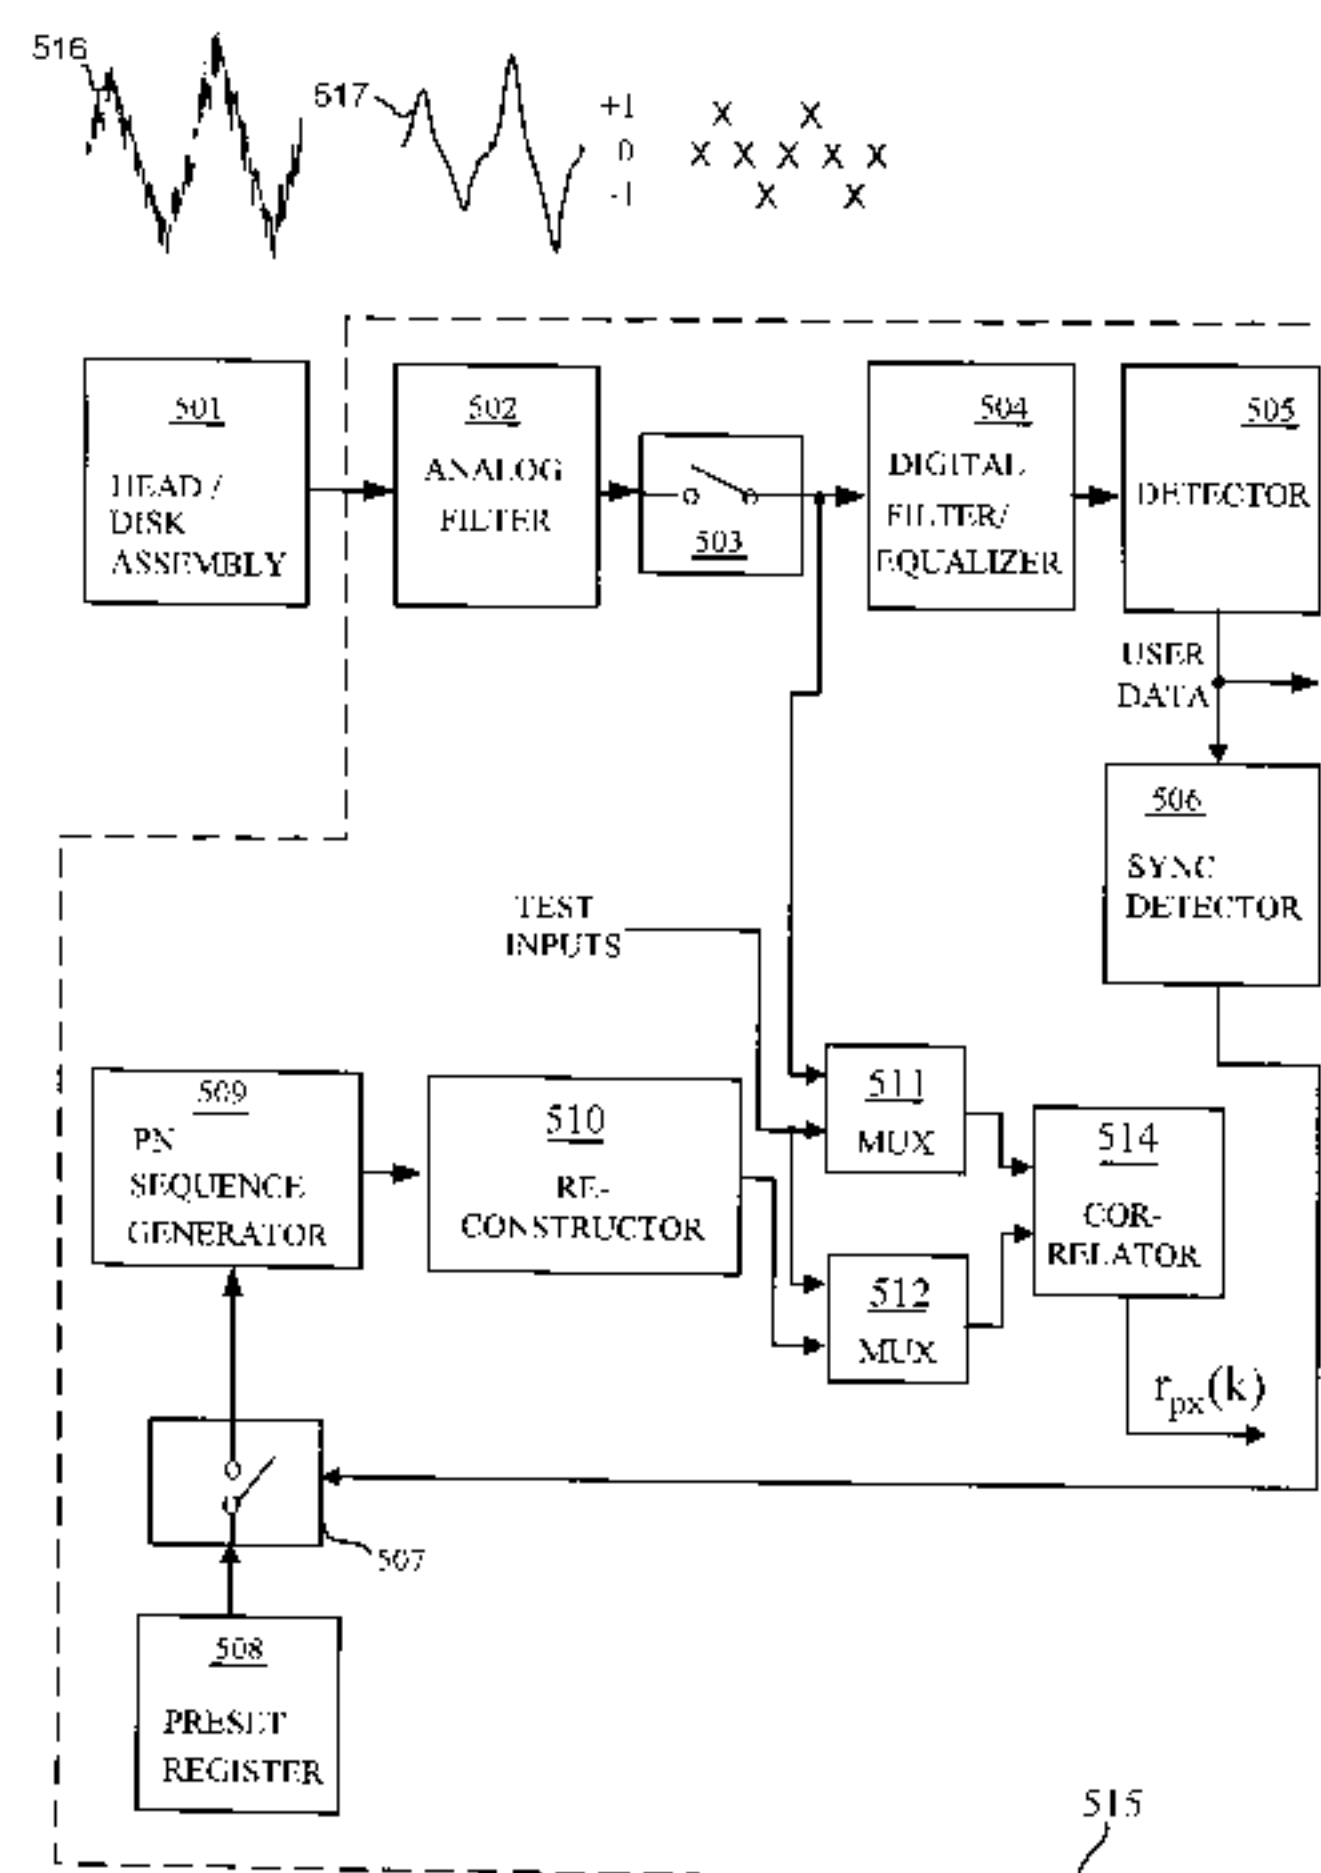 516
517
+1
0
-1
X X
X X X X X
X X
501
HEAD /
DISK
ASSEMBLY
502
ANALOG
FILTER
503
504
DIGITAL
FILTER/
EQUALIZER
505
DETECTOR
USER
DATA
506
SYNC
DETECTOR
TEST
INPUTS
509
PN
SEQUENCE
GENERATOR
510
RE-
CONSTRUCTOR
511
MUX
512
MUX
514
COR-
RELATOR
r_px(k)
507
508
PRESET
REGISTER
515